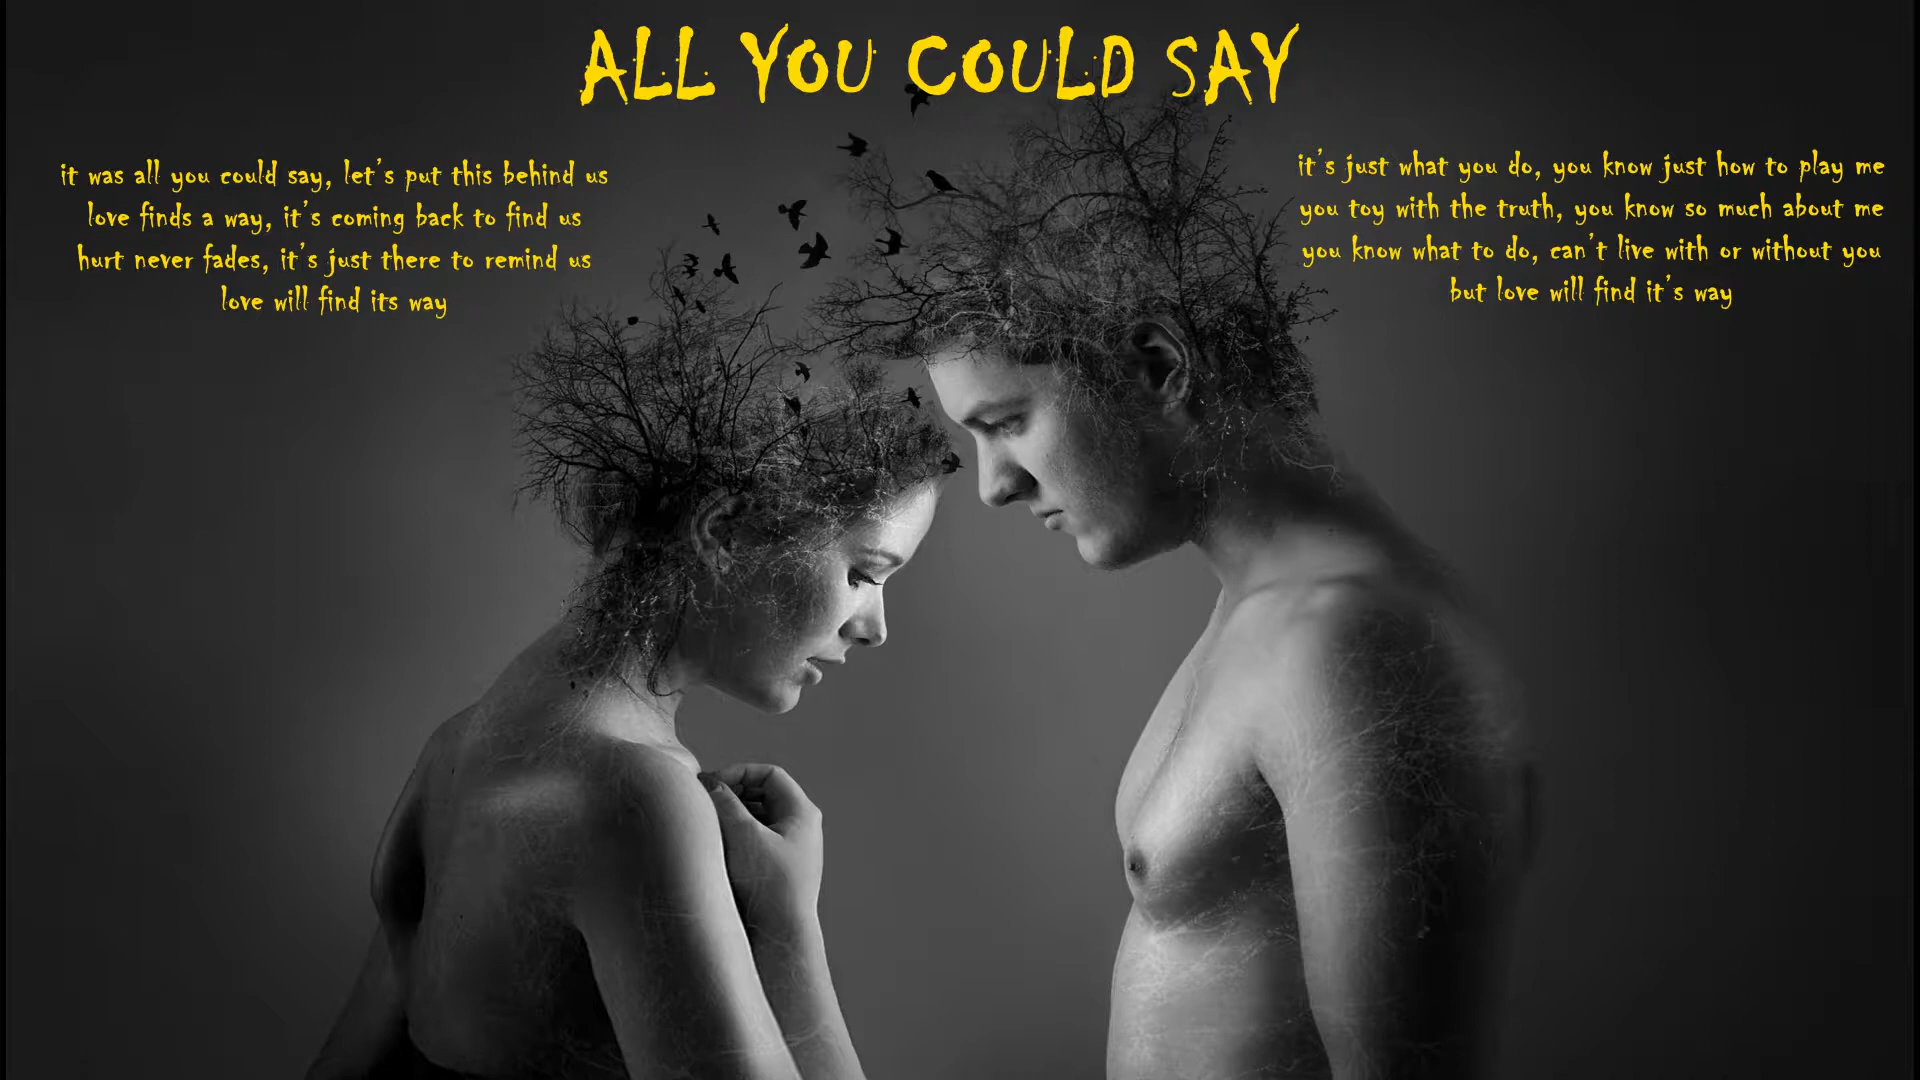 ALL YOU COULD SAY
it was all you could say, let's put this behind us
love finds a way, it's coming back to find us
hurt never fades, it's just there to remind us
love will find its way
it's just what you do, you know just how to play me
you toy with the truth, you know so much about me
you know what to do, can't live with or without you
but love will find it's way